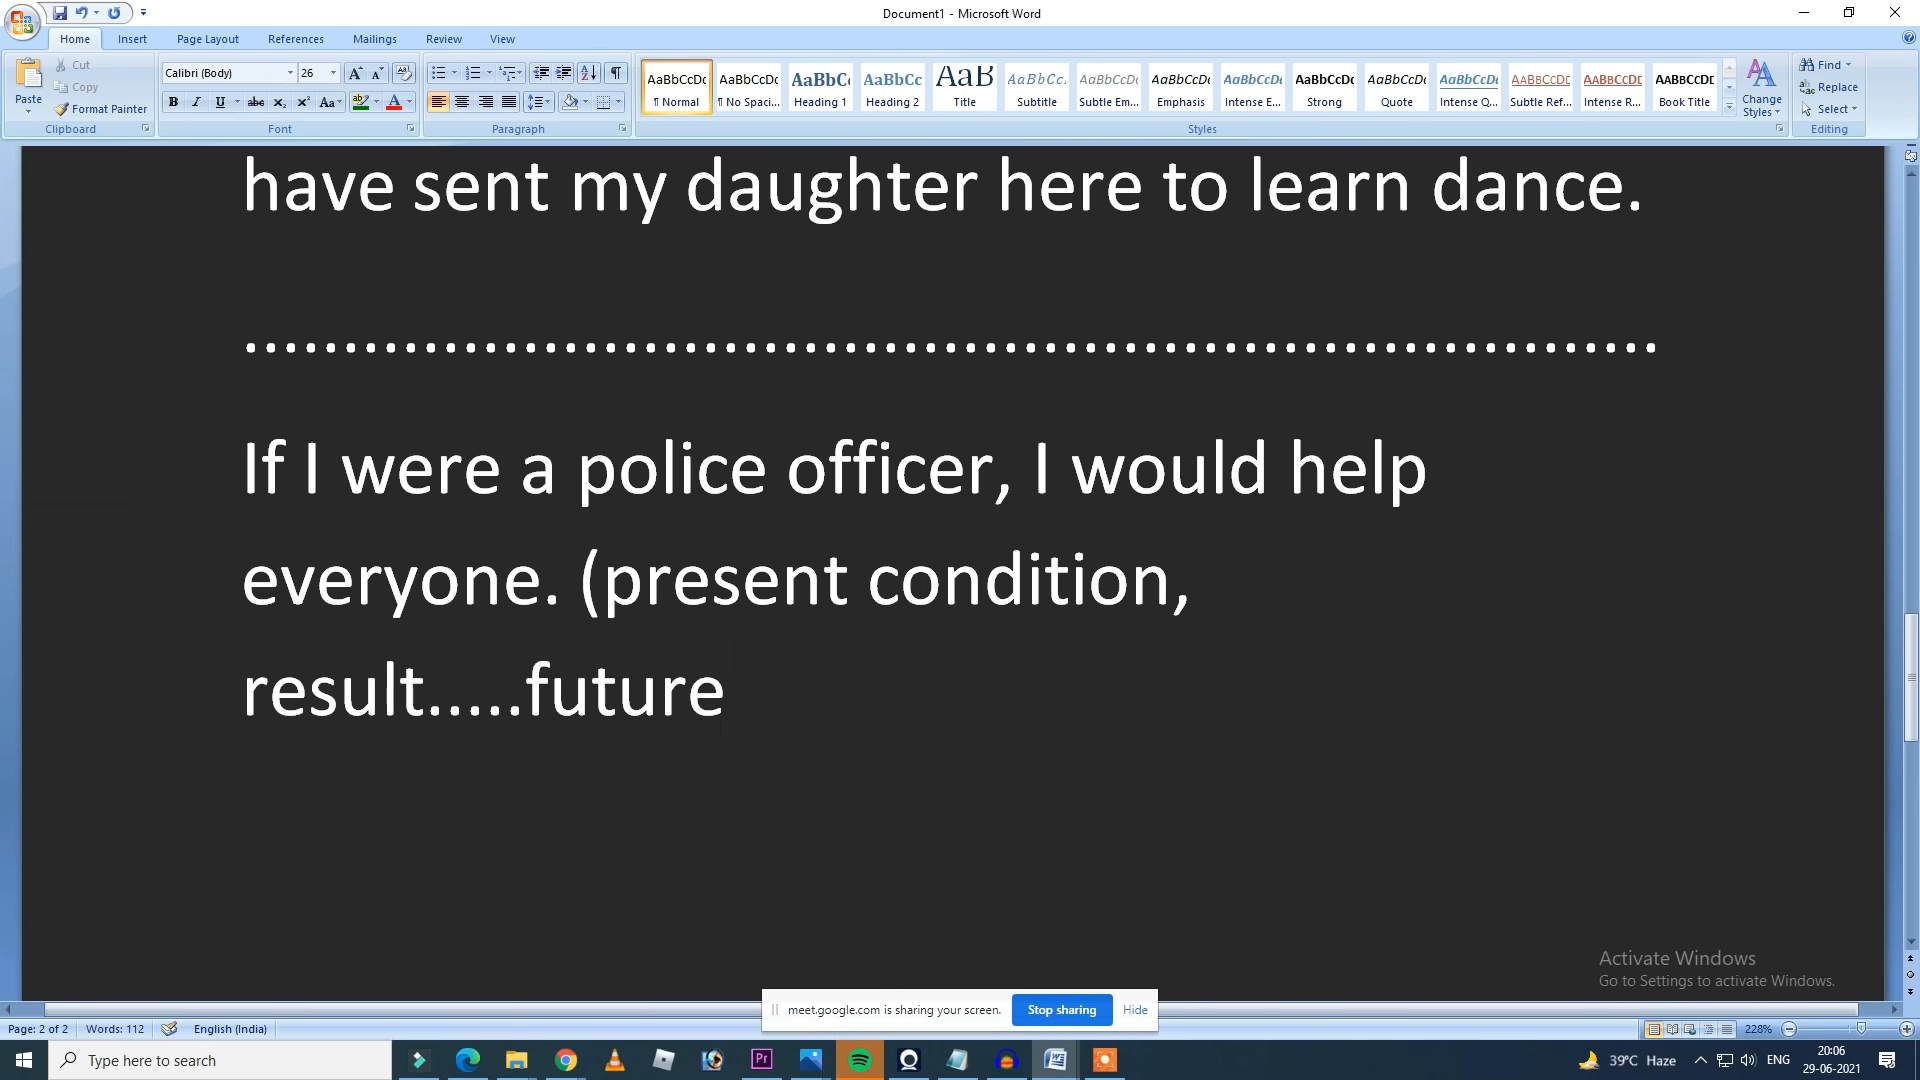 Document1 - Microsoft Word
Home Insert Page Layout References Mailings Review View
Paste
Cut
Copy
Format Painter
Clipboard
Calibri (Body) 26
Font
Paragraph
AaBbCcDc AaBbCcDc AaBbC AaBbCc AaB AaBbCc. AaBbCcDc AaBbCcDc AaBbCcDc AaBbCcDc AaBbCcDc AaBbCcDc AABBCCDE AABBCCDE AABBCCDE
¶ Normal ¶ No Spaci... Heading 1 Heading 2 Title Subtitle Subtle Em... Emphasis Intense E... Strong Quote Intense Q... Subtle Ref... Intense R... Book Title
Change Styles
Styles
Find
Replace
Select
Editing
have sent my daughter here to learn dance.
.......................................................................
If I were a police officer, I would help
everyone. (present condition,
result.....future
Activate Windows
Go to Settings to activate Windows.
meet.google.com is sharing your screen. Stop sharing Hide
Page: 2 of 2 Words: 112 English (India) 228%
Type here to search
39°C Haze ENG
20:06
29-06-2021